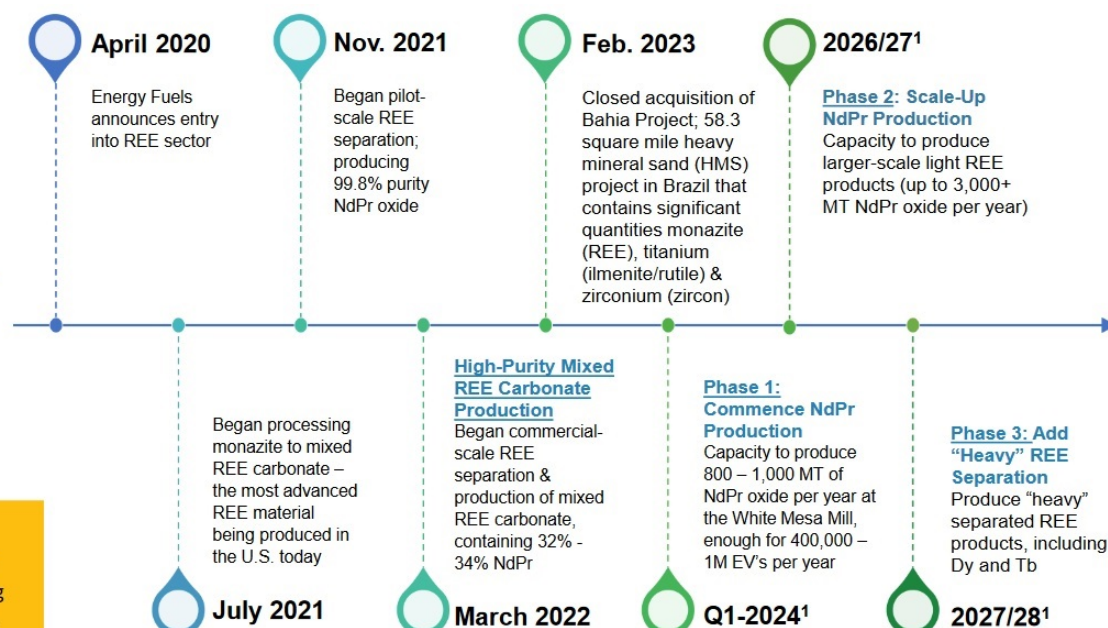 April 2020
Energy Fuels
announces entry
into REE sector
Nov. 2021
Began pilot-
scale REE
separation;
producing
99.8% purity
NdPr oxide
Feb. 2023
Closed acquisition of
Bahia Project; 58.3
square mile heavy
mineral sand (HMS)
project in Brazil that
contains significant
quantities monazite
(REE), titanium
(ilmenite/rutile) &
zirconium (zircon)
2026/27¹
Phase 2: Scale-Up
NdPr Production
Capacity to produce
larger-scale light REE
products (up to 3,000+
MT NdPr oxide per year)
Began processing
monazite to mixed
REE carbonate –
the most advanced
REE material
being produced in
the U.S. today
July 2021
High-Purity Mixed
REE Carbonate
Production
Began commercial-
scale REE
separation &
production of mixed
REE carbonate,
containing 32% -
34% NdPr
March 2022
Phase 1:
Commence NdPr
Production
Capacity to produce
800 – 1,000 MT of
NdPr oxide per year at
the White Mesa Mill,
enough for 400,000 –
1M EV's per year
Q1-2024¹
Phase 3: Add
“Heavy” REE
Separation
Produce “heavy”
separated REE
products, including
Dy and Tb
2027/28¹